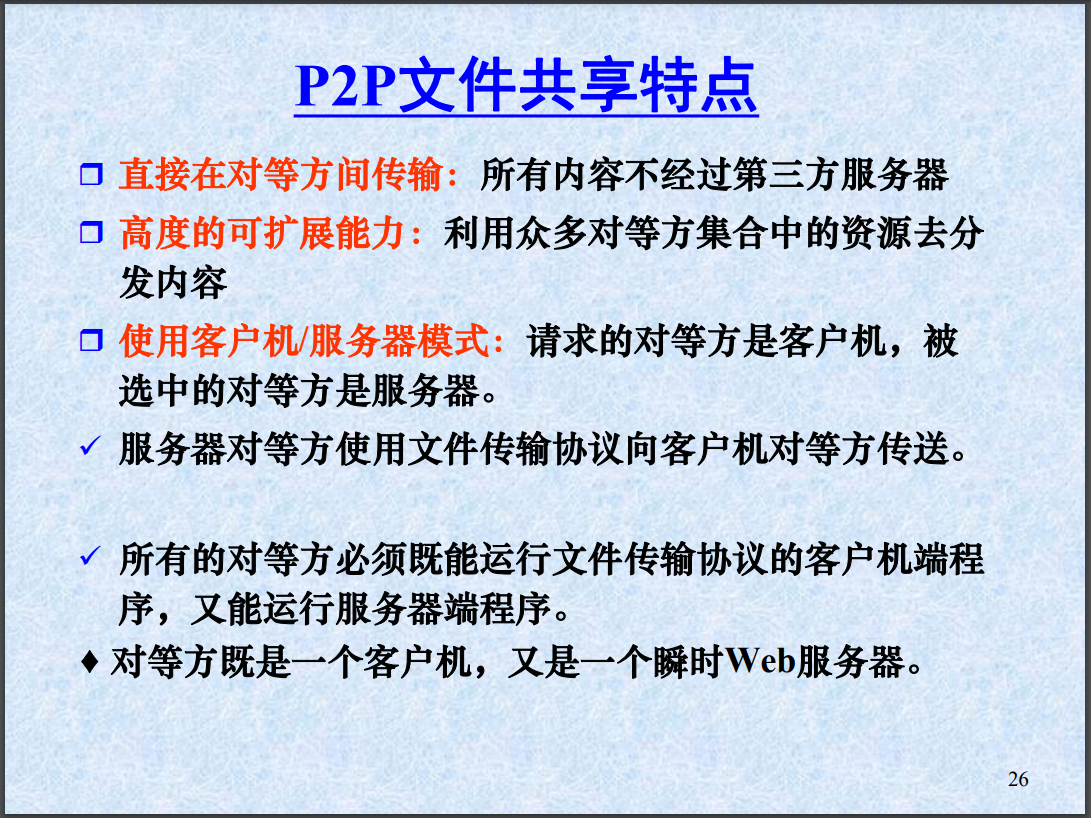 P2P文件共享特点
❒ 直接在对等方间传输：所有内容不经过第三方服务器
❒ 高度的可扩展能力：利用众多对等方集合中的资源去分
发内容
❒ 使用客户机/服务器模式：请求的对等方是客户机，被
选中的对等方是服务器。
✓ 服务器对等方使用文件传输协议向客户机对等方传送。
✓ 所有的对等方必须既能运行文件传输协议的客户机端程
序，又能运行服务器端程序。
♦ 对等方既是一个客户机，又是一个瞬时Web服务器。
26